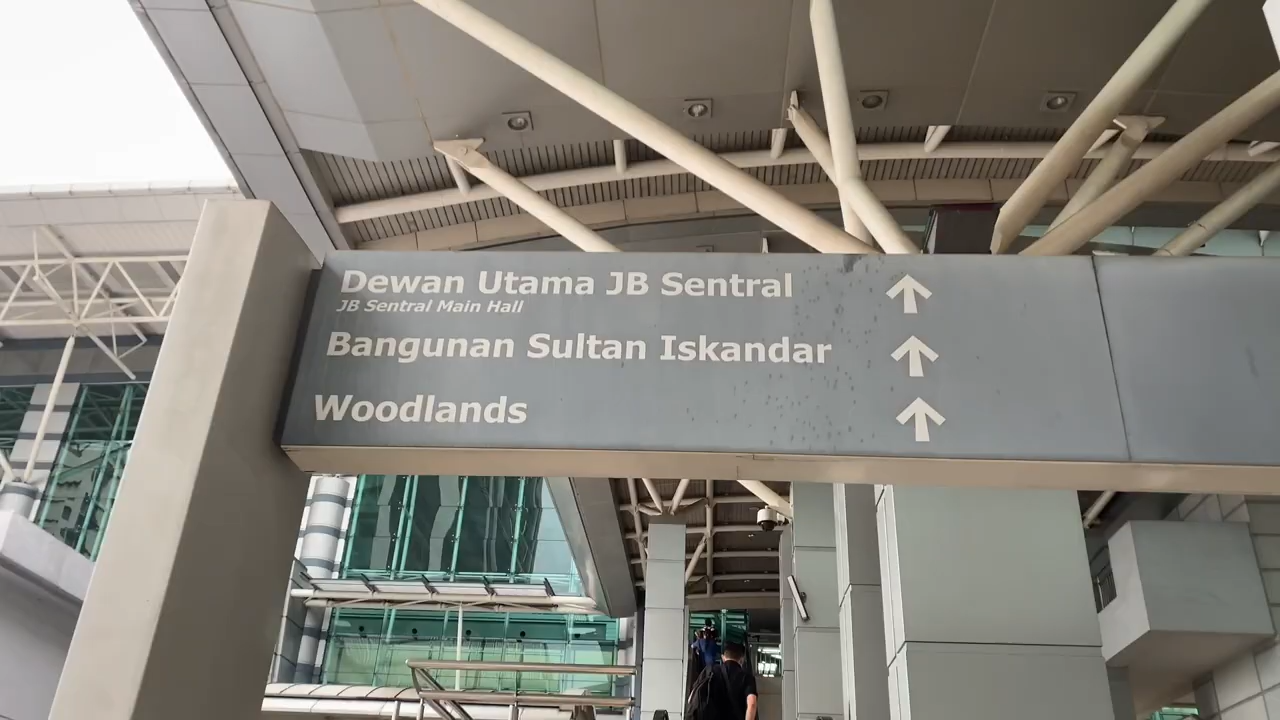 Dewan Utama JB Sentral
JB Sentral Main Hall
Bangunan Sultan Iskandar
Woodlands